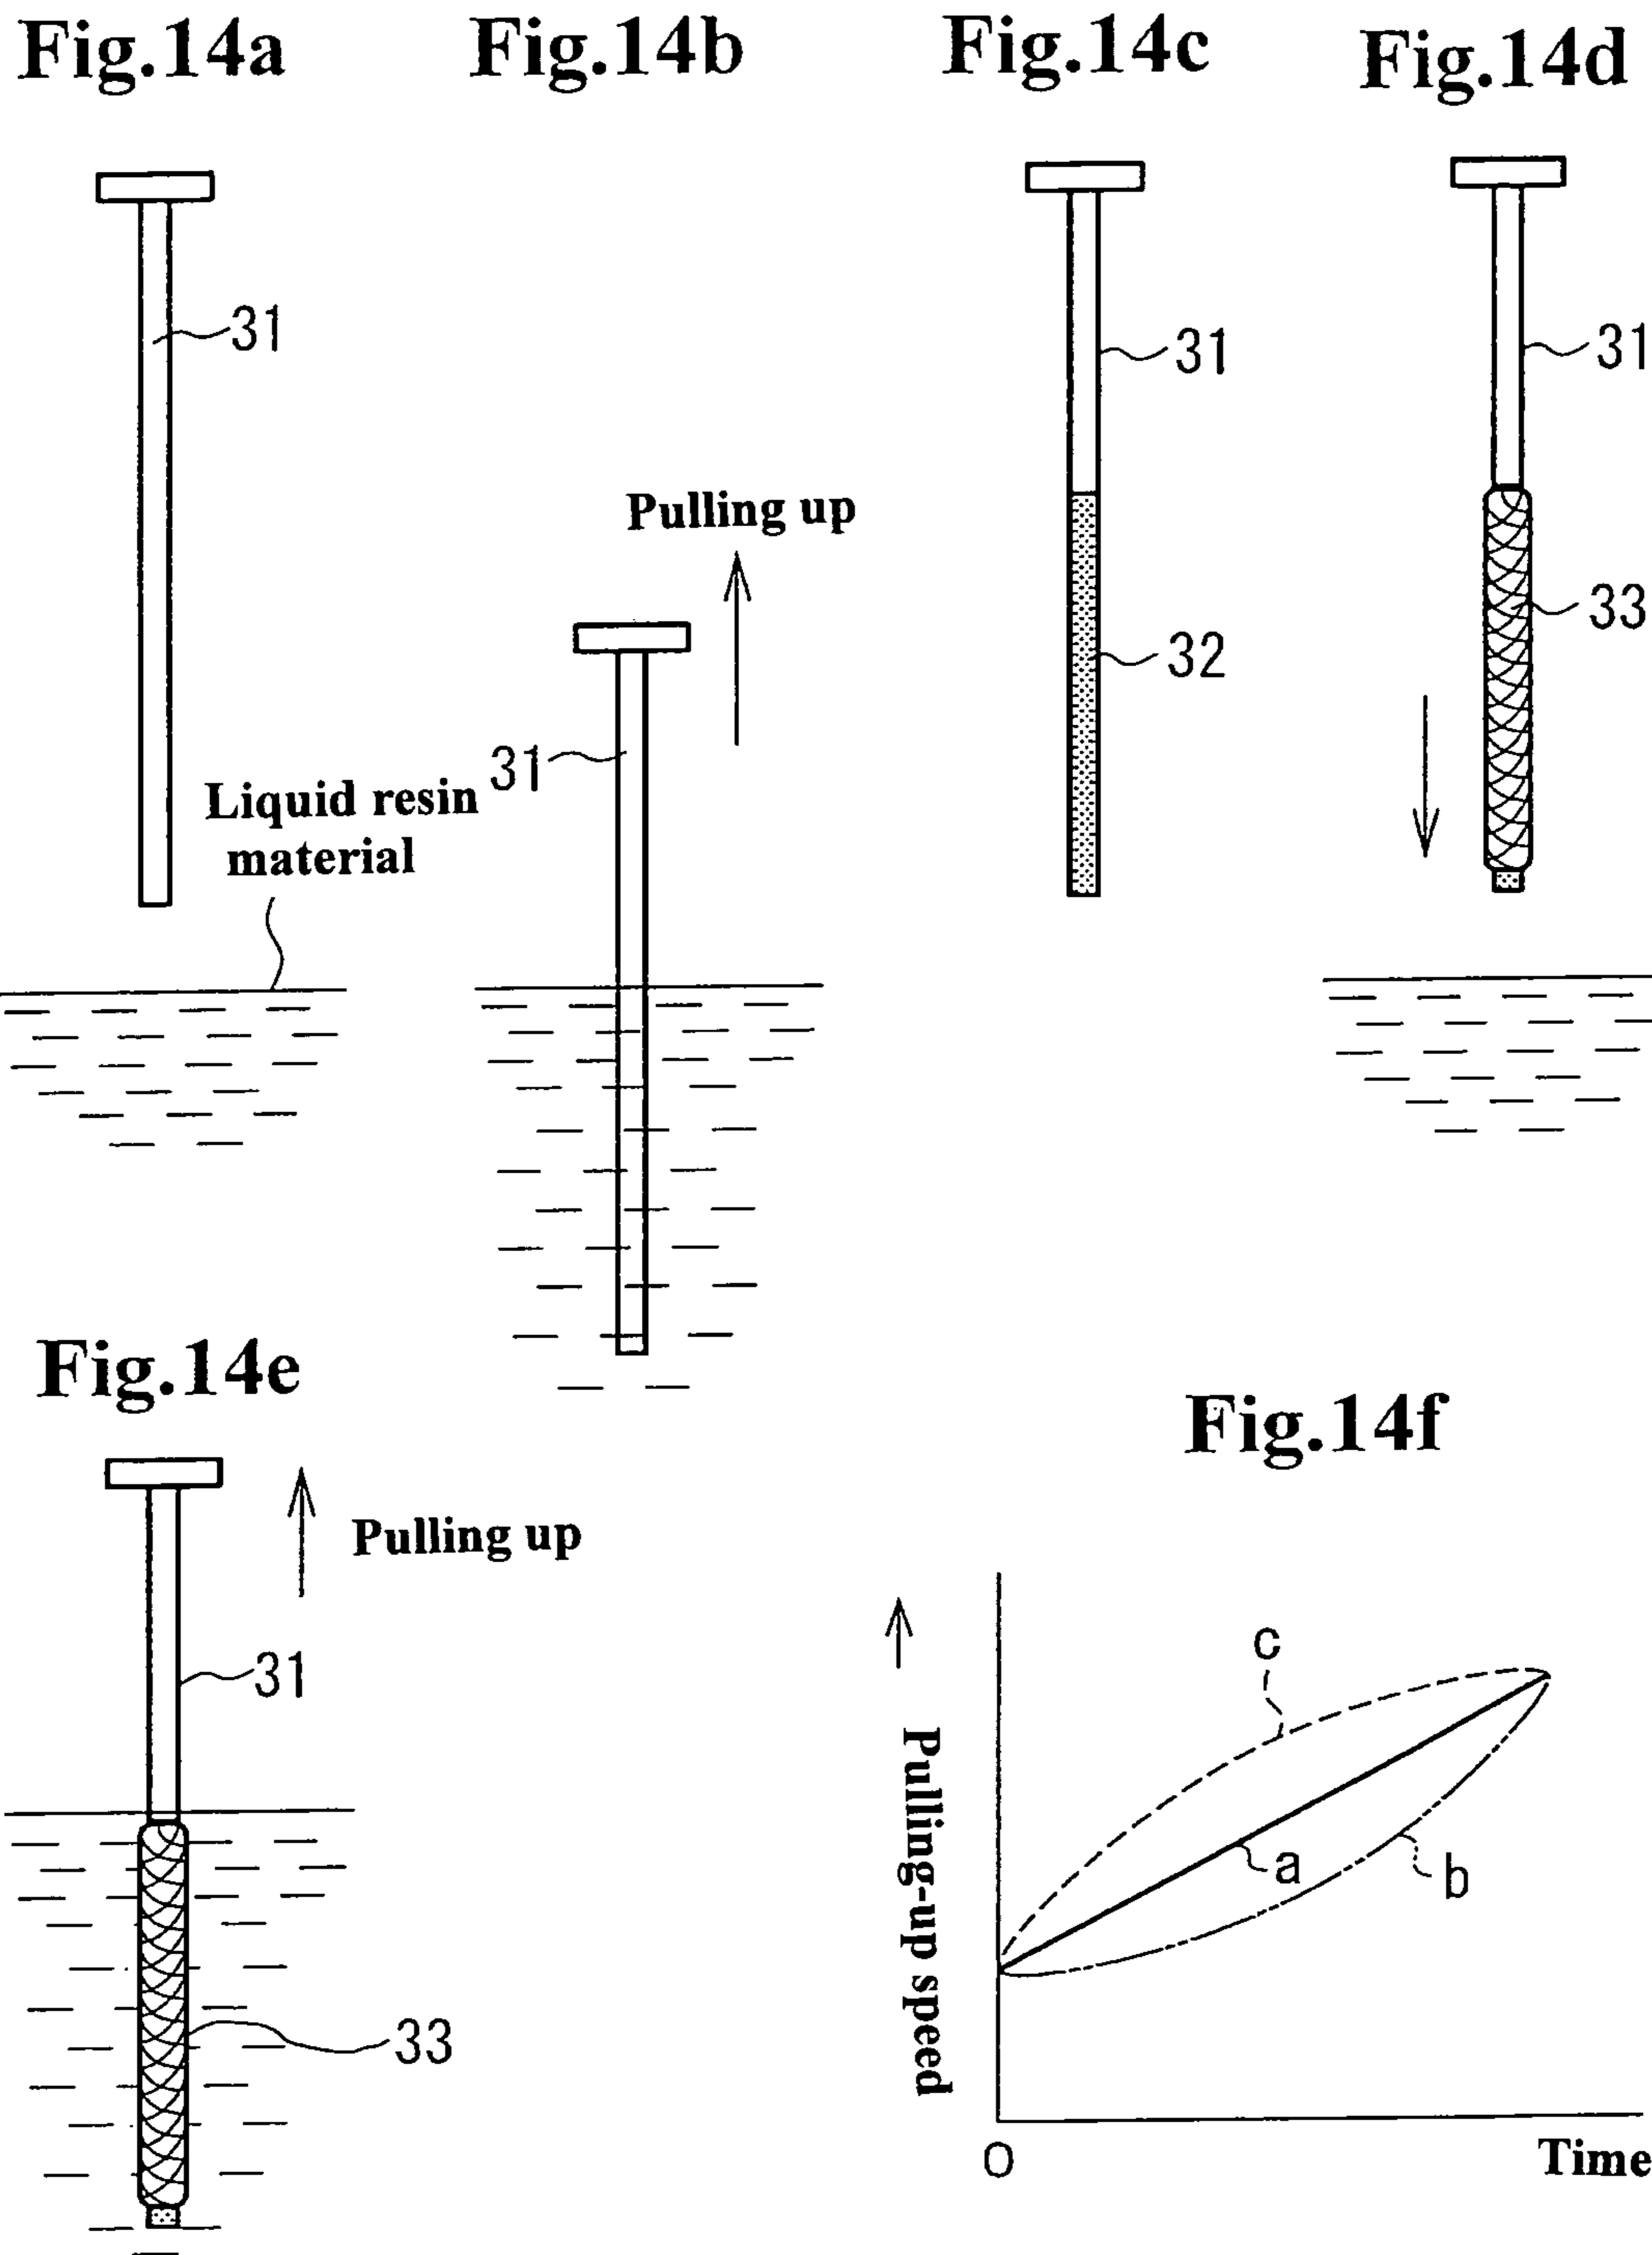 Fig.14a
Fig.14b
Fig.14c
Fig.14d
31
31
31
Pulling up
33
32
31
Liquid resin
material
Fig.14e
Fig.14f
Pulling up
31
c
Pulling-up speed
a
b
33
0
Time